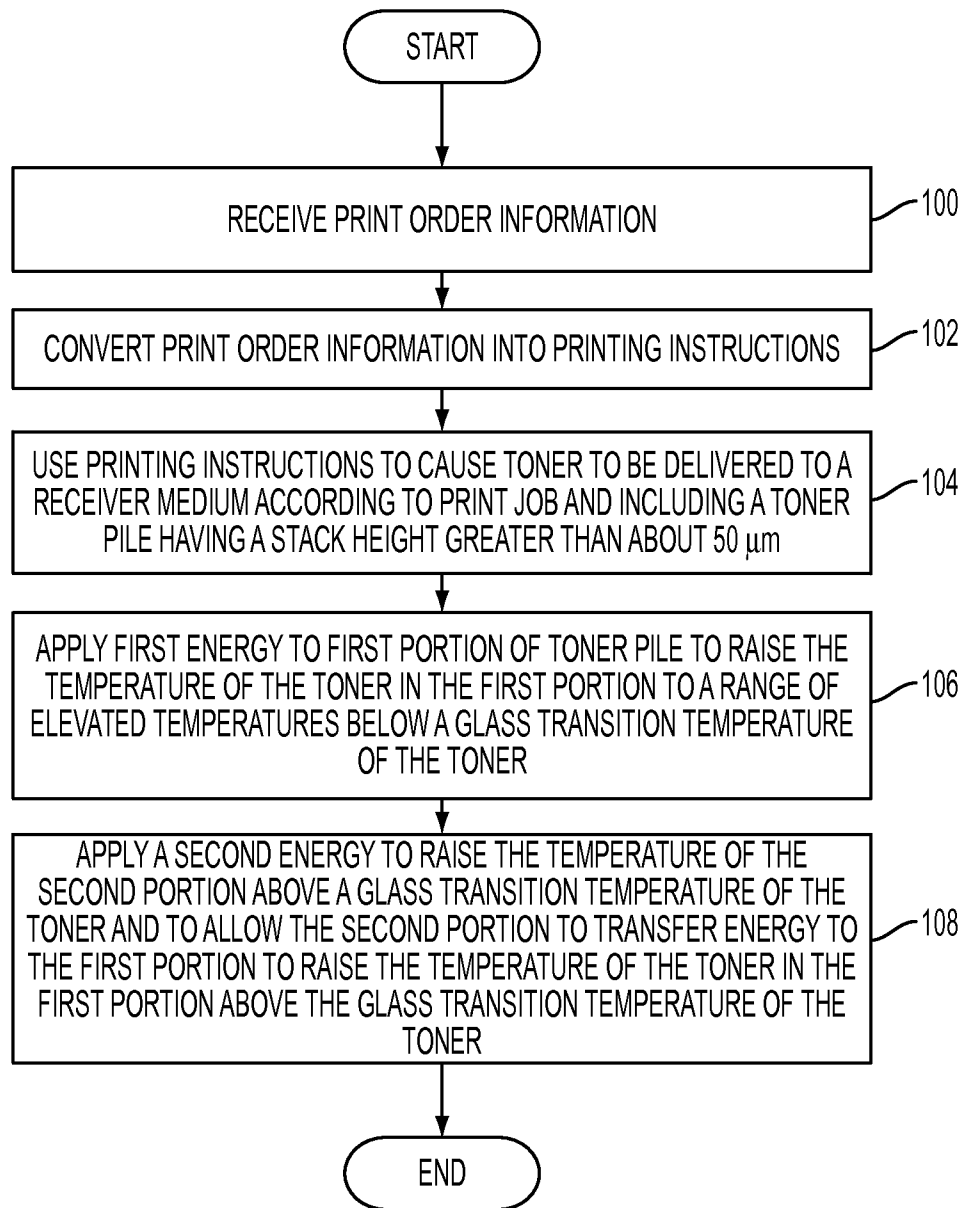 START
RECEIVE PRINT ORDER INFORMATION
100
CONVERT PRINT ORDER INFORMATION INTO PRINTING INSTRUCTIONS
102
USE PRINTING INSTRUCTIONS TO CAUSE TONER TO BE DELIVERED TO A
RECEIVER MEDIUM ACCORDING TO PRINT JOB AND INCLUDING A TONER
PILE HAVING A STACK HEIGHT GREATER THAN ABOUT 50 μm
104
APPLY FIRST ENERGY TO FIRST PORTION OF TONER PILE TO RAISE THE
TEMPERATURE OF THE TONER IN THE FIRST PORTION TO A RANGE OF
ELEVATED TEMPERATURES BELOW A GLASS TRANSITION TEMPERATURE
OF THE TONER
106
APPLY A SECOND ENERGY TO RAISE THE TEMPERATURE OF THE
SECOND PORTION ABOVE A GLASS TRANSITION TEMPERATURE OF THE
TONER AND TO ALLOW THE SECOND PORTION TO TRANSFER ENERGY TO
THE FIRST PORTION TO RAISE THE TEMPERATURE OF THE TONER IN THE
FIRST PORTION ABOVE THE GLASS TRANSITION TEMPERATURE OF THE
TONER
108
END